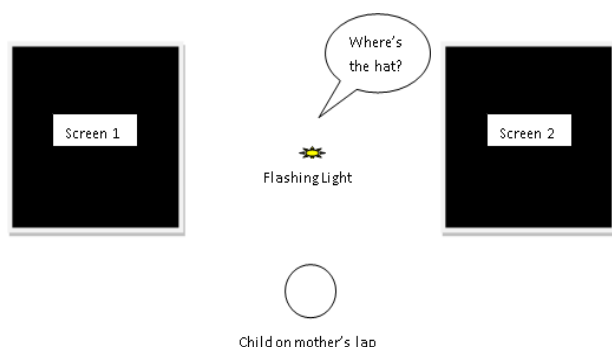 Where's
the hat?
Screen 1
Screen 2
Flashing Light
Child on mother's lap